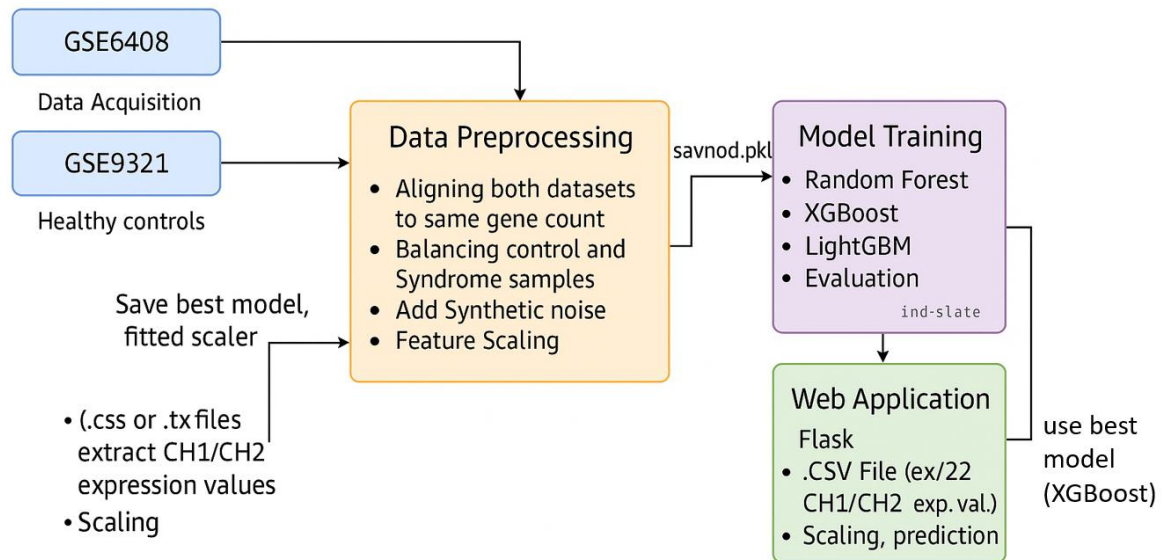 GSE6408
Data Acquisition
GSE9321
Healthy controls
Save best model,
fitted scaler
• (.css or .tx files
extract CH1/CH2
expression values
• Scaling
Data Preprocessing
• Aligning both datasets
to same gene count
• Balancing control and
Syndrome samples
• Add Synthetic noise
• Feature Scaling
savnod.pkl
Model Training
• Random Forest
• XGBoost
• LightGBM
• Evaluation
ind-slate
Web Application
Flask
• .CSV File (ex/22
CH1/CH2 exp. val.)
• Scaling, prediction
use best
model
(XGBoost)